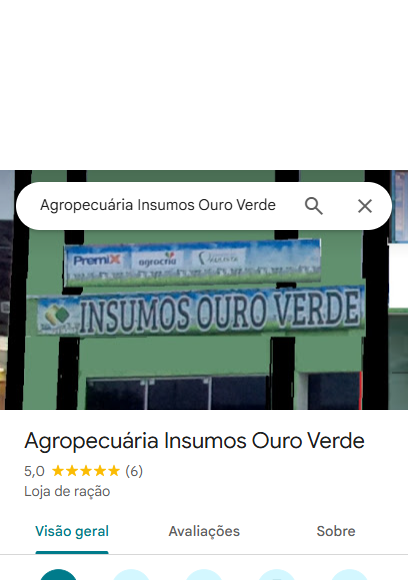 Agropecuária Insumos Ouro Verde
PremiX agrocria
INSUMOS OURO VERDE
Agropecuária Insumos Ouro Verde
5,0 (6)
Loja de ração
Visão geral Avaliações Sobre